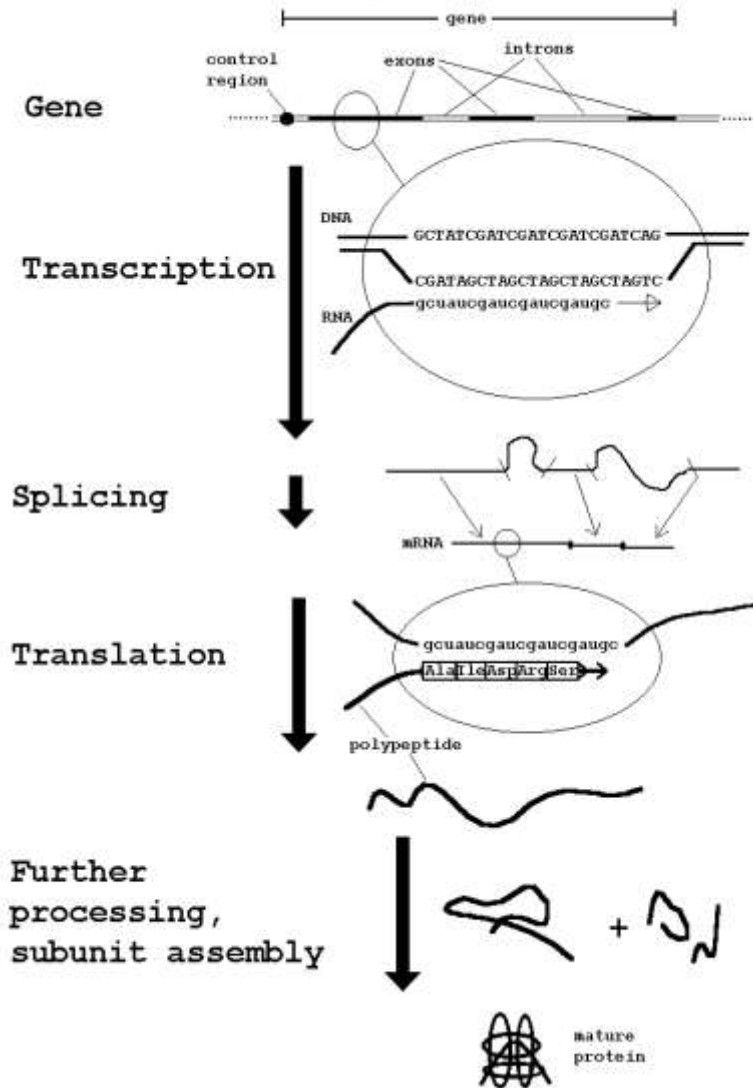 gene
control
region
exons
introns
Gene
DNA
GCTATCGATCGATCGATCGATCAG
Transcription
CGATAGCTAGCTAGCTAGCTAGTC
gcuaucgaucgaucgaugc
RNA
Splicing
mRNA
gcuaucgaucgaucgaugc
Translation
Ala Ile Asp Arg Ser
polypeptide
Further
processing,
subunit assembly
+
mature
protein